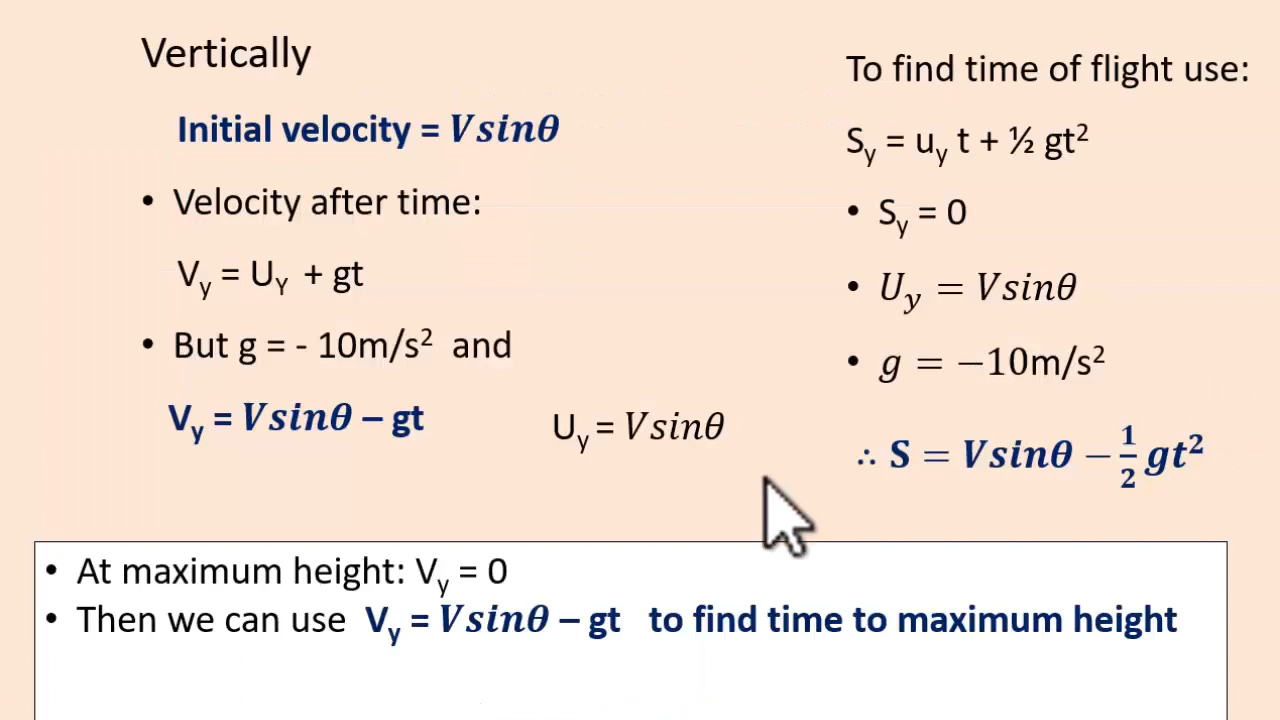 Vertically
Initial velocity = Vsinθ
• Velocity after time:
Vy = UY + gt
• But g = - 10m/s² and
Vy = Vsinθ – gt
Uy = Vsinθ
To find time of flight use:
Sy = uy t + ½ gt²
• Sy = 0
• Uy = Vsinθ
• g = −10m/s²
∴ S = Vsinθ − 1/2 gt²
• At maximum height: Vy = 0
• Then we can use Vy = Vsinθ – gt to find time to maximum height